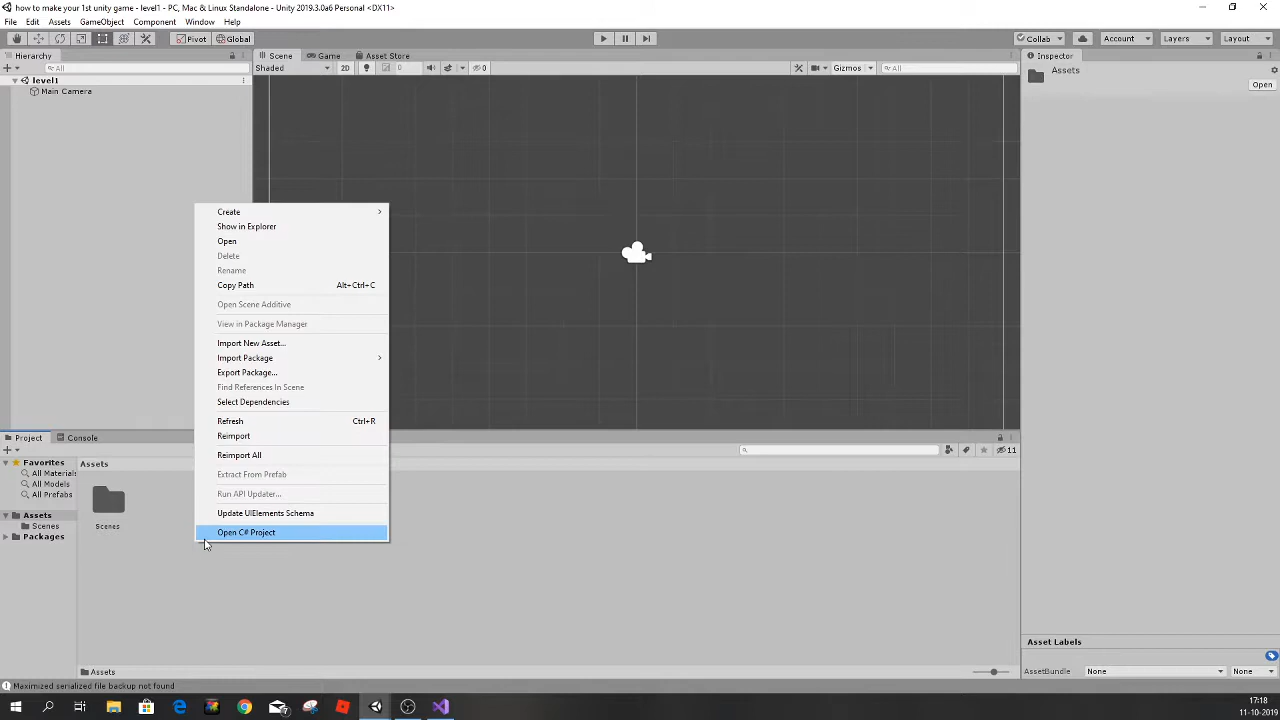 how to make your 1st unity game - level1 - PC, Mac & Linux Standalone - Unity 2019.3.0a6 Personal <DX11>
File Edit Assets GameObject Component Window Help
Pivot Global Collab Account Layers Layout
Hierarchy Scene Game Asset Store Inspector
All Shaded 2D 0 0 Gizmos All Assets
level1 Open
Main Camera
Create
Show in Explorer
Open
Delete
Rename
Copy Path Alt+Ctrl+C
Open Scene Additive
View in Package Manager
Import New Asset...
Import Package
Export Package...
Find References In Scene
Select Dependencies
Refresh Ctrl+R
Reimport
Reimport All
Extract From Prefab
Run API Updater...
Update UIElements Schema
Open C# Project
Project Console
11
Favorites Assets
All Materials
All Models
All Prefabs
Assets
Scenes Scenes
Packages
Asset Labels
Assets AssetBundle None None
Maximized serialized file backup not found
17:18
11-10-2019